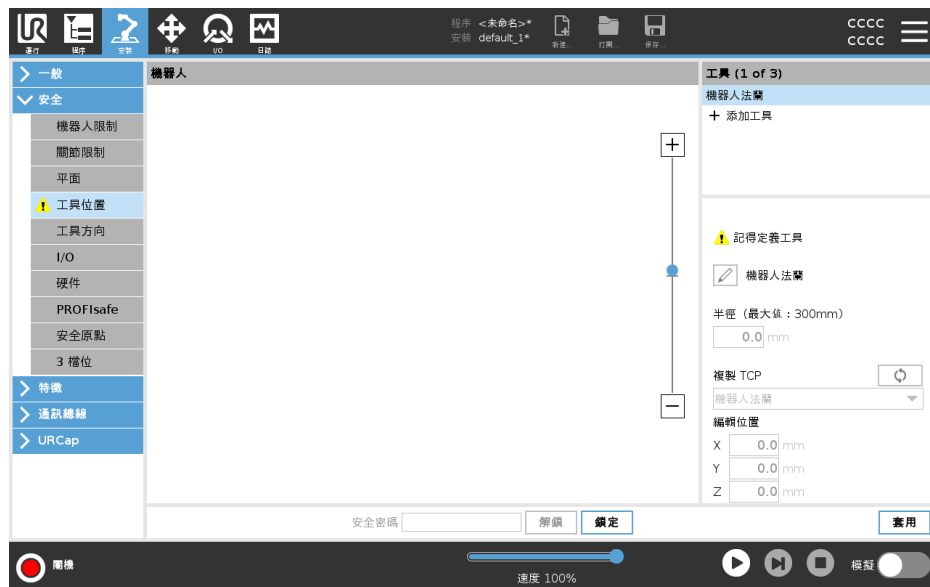 UR
運行
程序
安裝
移動
I/O
日誌
程序 <未命名>*
安裝 default_1*
新建...
打開...
保存...
CCCC
CCCC
一般
安全
機器人限制
關節限制
平面
工具位置
工具方向
I/O
硬件
PROFIsafe
安全原點
3 檔位
特徵
通訊總線
URCap
機器人
工具 (1 of 3)
機器人法蘭
+ 添加工具
記得定義工具
機器人法蘭
半徑 (最大值 : 300mm)
0.0 mm
複製 TCP
機器人法蘭
編輯位置
X 0.0 mm
Y 0.0 mm
Z 0.0 mm
安全密碼
解鎖
鎖定
套用
關機
速度 100%
模擬